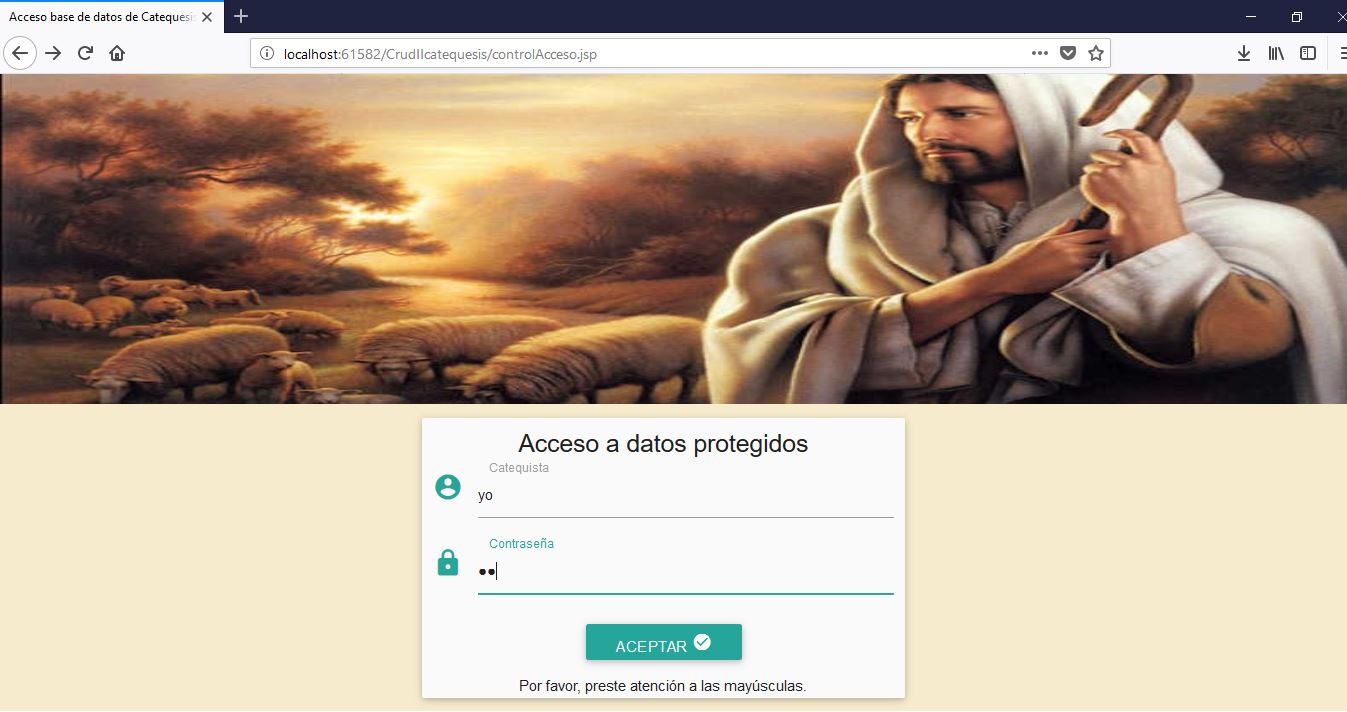 Acceso base de datos de Catequesis
localhost:61582/CrudIIcatequesis/controlAcceso.jsp
Acceso a datos protegidos
Catequista
yo
Contraseña
••
ACEPTAR
Por favor, preste atención a las mayúsculas.